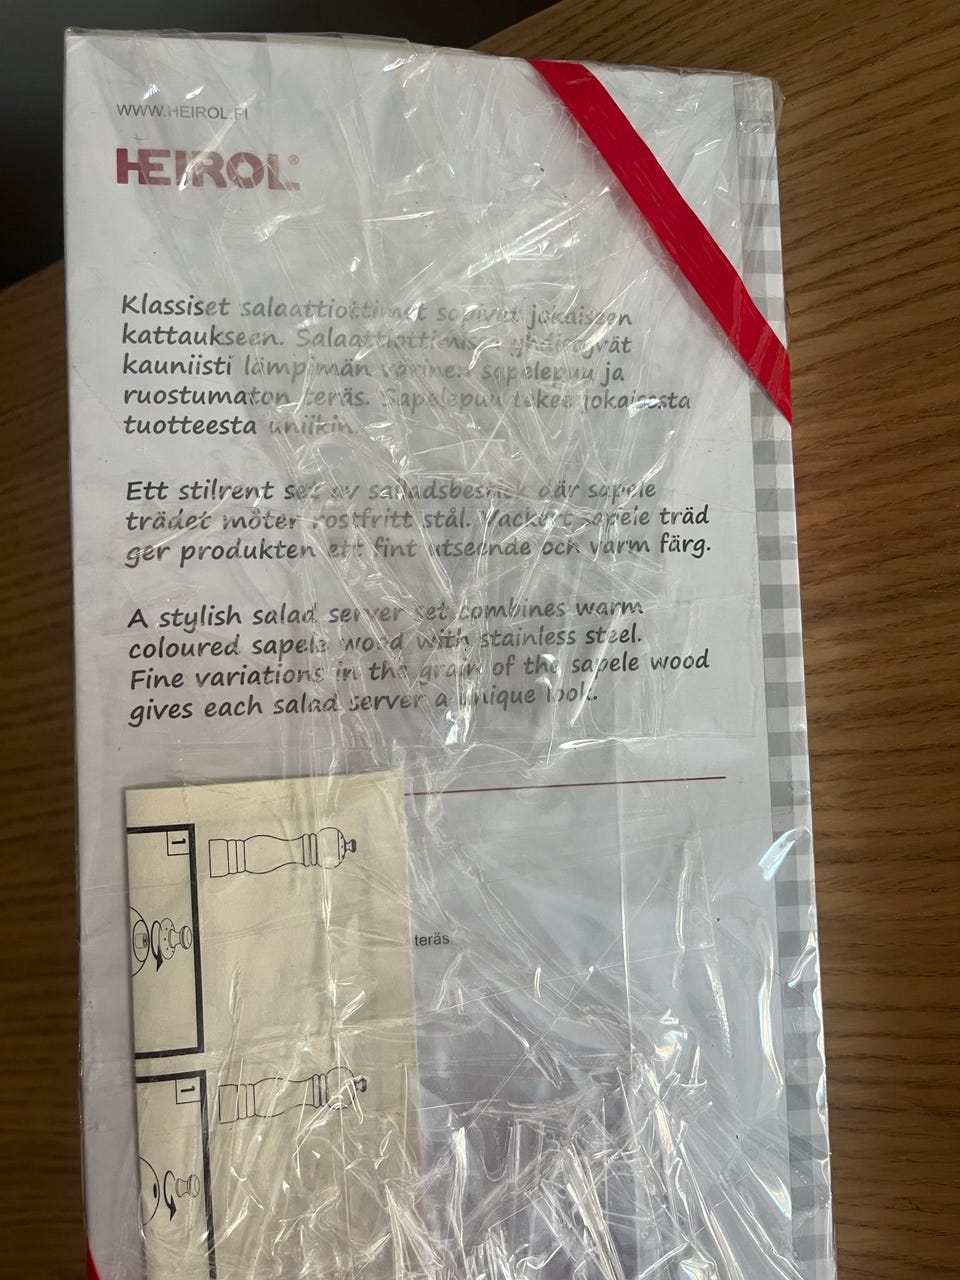 WWW.HEIROL.FI
HEIROL®
Klassiset salaattiottimet sopivat jokaiseen
kattaukseen. Salaattiottimissa yhdistyvät
kauniisti lämpimän värinen sapelepuu ja
ruostumaton teräs. Sapelepuu tekee jokaisesta
tuotteesta uniikin.
Ett stilrent set av salladsbestick där sapele
trädet möter rostfritt stål. Vackert sapele träd
ger produkten ett fint utseende och varm färg.
A stylish salad server set combines warm
coloured sapele wood with stainless steel.
Fine variations in the grain of the sapele wood
gives each salad server a unique look.
1
teräs
1